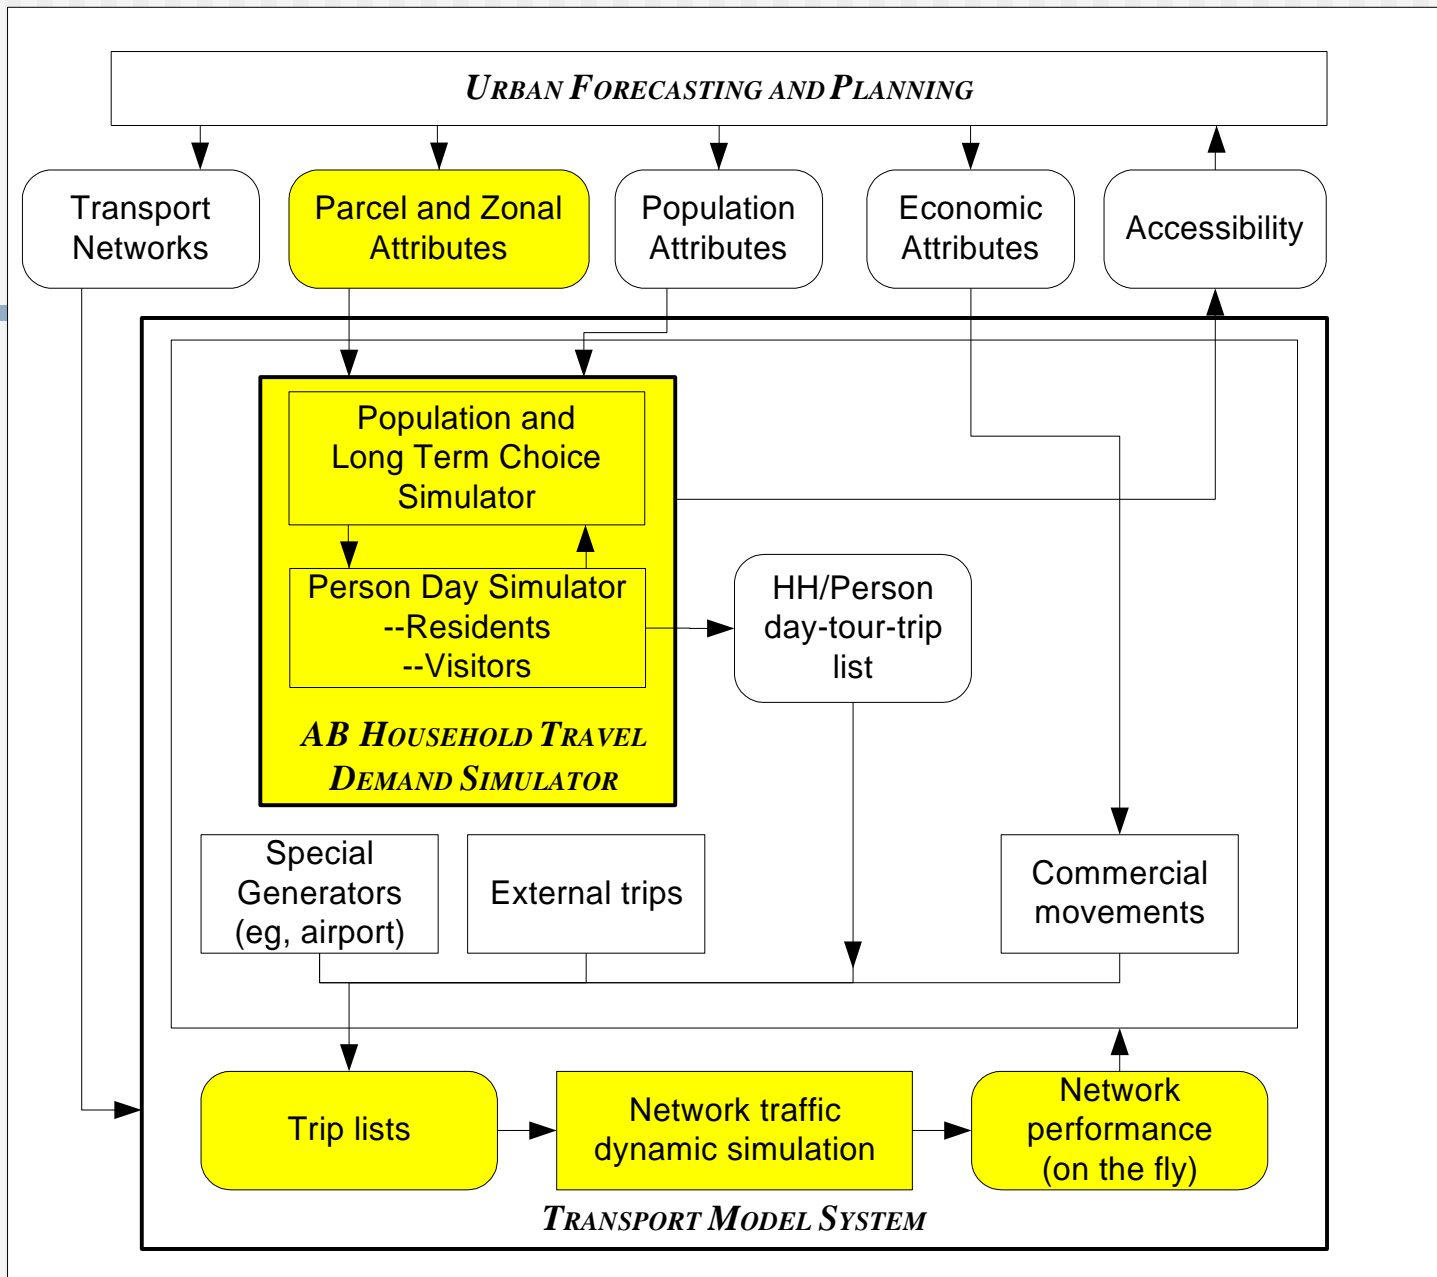 URBAN FORECASTING AND PLANNING
Transport
Networks
Parcel and Zonal
Attributes
Population
Attributes
Economic
Attributes
Accessibility
Population and
Long Term Choice
Simulator
Person Day Simulator
--Residents
--Visitors
AB HOUSEHOLD TRAVEL
DEMAND SIMULATOR
HH/Person
day-tour-trip
list
Special
Generators
(eg, airport)
External trips
Commercial
movements
Trip lists
Network traffic
dynamic simulation
Network
performance
(on the fly)
TRANSPORT MODEL SYSTEM